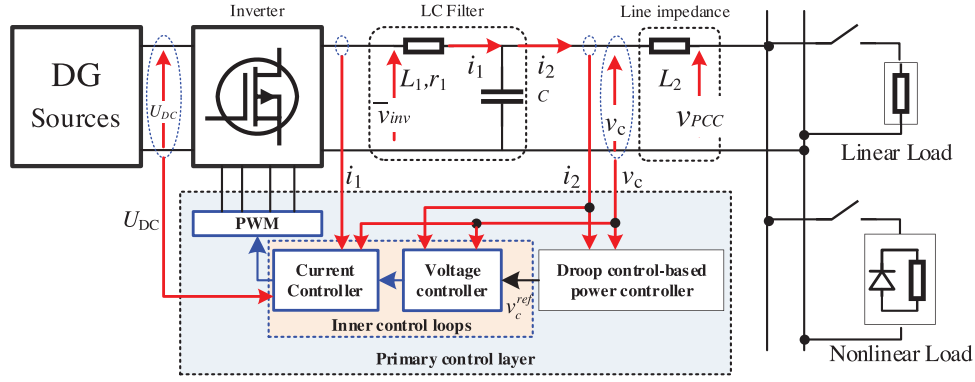 Inverter
LC Filter
Line impedance
DG
Sources
U_DC
v̅_inv
L_1,r_1
i_1
i_2
C
v_c
L_2
v_PCC
Linear Load
i_1
i_2
v_c
U_DC
PWM
Current
Controller
Voltage
controller
v_c^ref
Droop control-based
power controller
Inner control loops
Primary control layer
Nonlinear Load